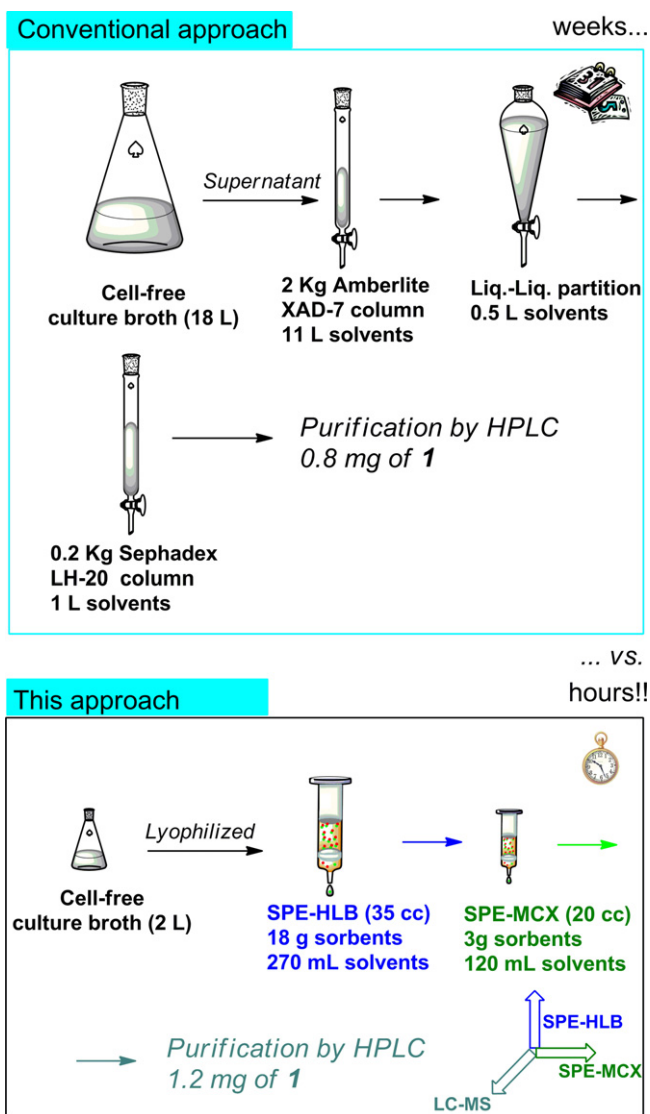 Conventional approach
weeks...
31
5
Supernatant
Cell-free
culture broth (18 L)
2 Kg Amberlite
XAD-7 column
11 L solvents
Liq.-Liq. partition
0.5 L solvents
Purification by HPLC
0.8 mg of 1
0.2 Kg Sephadex
LH-20 column
1 L solvents
... vs.
hours!!
This approach
Lyophilized
Cell-free
culture broth (2 L)
SPE-HLB (35 cc)
18 g sorbents
270 mL solvents
SPE-MCX (20 cc)
3g sorbents
120 mL solvents
Purification by HPLC
1.2 mg of 1
SPE-HLB
SPE-MCX
LC-MS